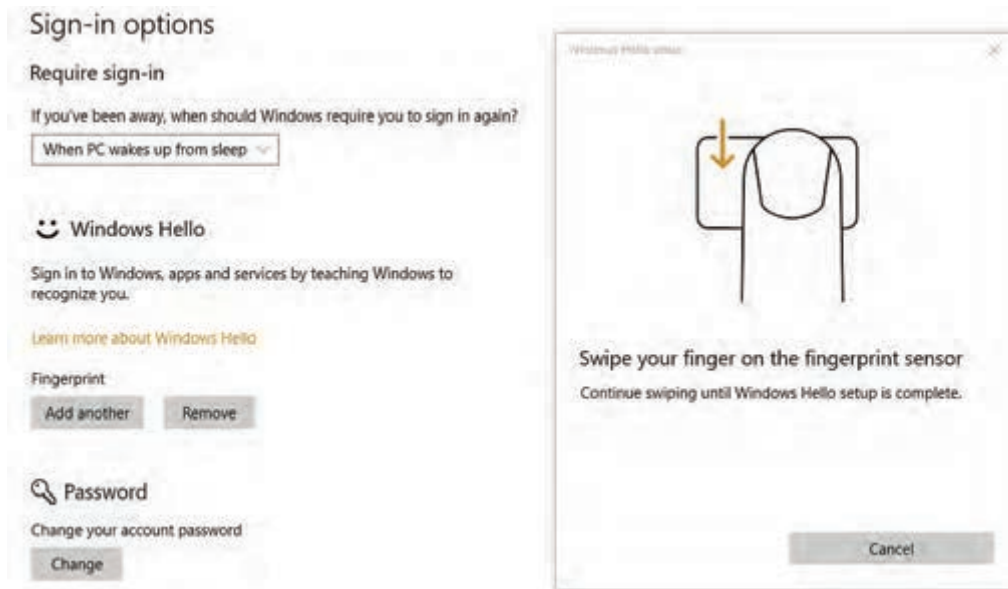 Sign-in options
Require sign-in
If you've been away, when should Windows require you to sign in again?
When PC wakes up from sleep
Windows Hello
Sign in to Windows, apps and services by teaching Windows to
recognize you.
Learn more about Windows Hello
Fingerprint
Add another Remove
Password
Change your account password
Change
Windows Hello setup
Swipe your finger on the fingerprint sensor
Continue swiping until Windows Hello setup is complete.
Cancel